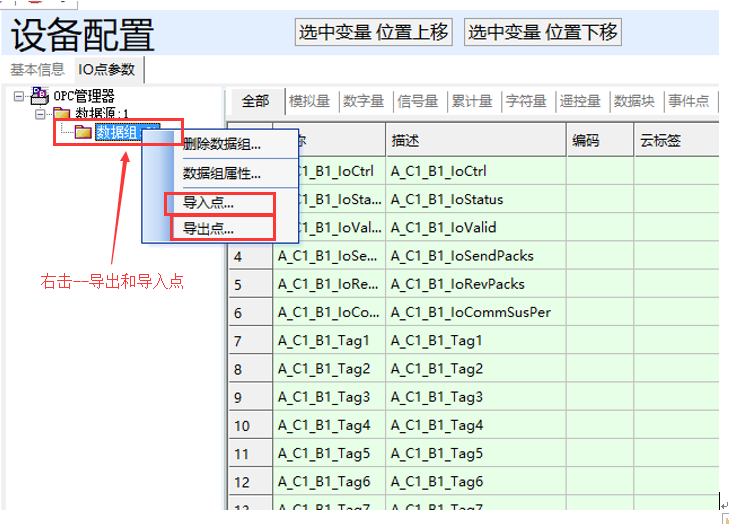 设备配置
选中变量 位置上移
选中变量 位置下移
基本信息
IO点参数
OPC管理器
数据源:1
数据组:
删除数据组...
数据组属性...
导入点...
导出点...
右击--导出和导入点
全部 模拟量 数字量 信号量 累计量 字符量 遥控量 数据块 事件点
称 描述 编码 云标签
C1_B1_IoCtrl A_C1_B1_IoCtrl
C1_B1_IoSta... A_C1_B1_IoStatus
C1_B1_IoVal... A_C1_B1_IoValid
4 A_C1_B1_IoSe... A_C1_B1_IoSendPacks
5 A_C1_B1_IoRe... A_C1_B1_IoRevPacks
6 A_C1_B1_IoCo... A_C1_B1_IoCommSusPer
7 A_C1_B1_Tag1 A_C1_B1_Tag1
8 A_C1_B1_Tag2 A_C1_B1_Tag2
9 A_C1_B1_Tag3 A_C1_B1_Tag3
10 A_C1_B1_Tag4 A_C1_B1_Tag4
11 A_C1_B1_Tag5 A_C1_B1_Tag5
12 A_C1_B1_Tag6 A_C1_B1_Tag6
13 A_C1_B1_Tag7 A_C1_B1_Tag7